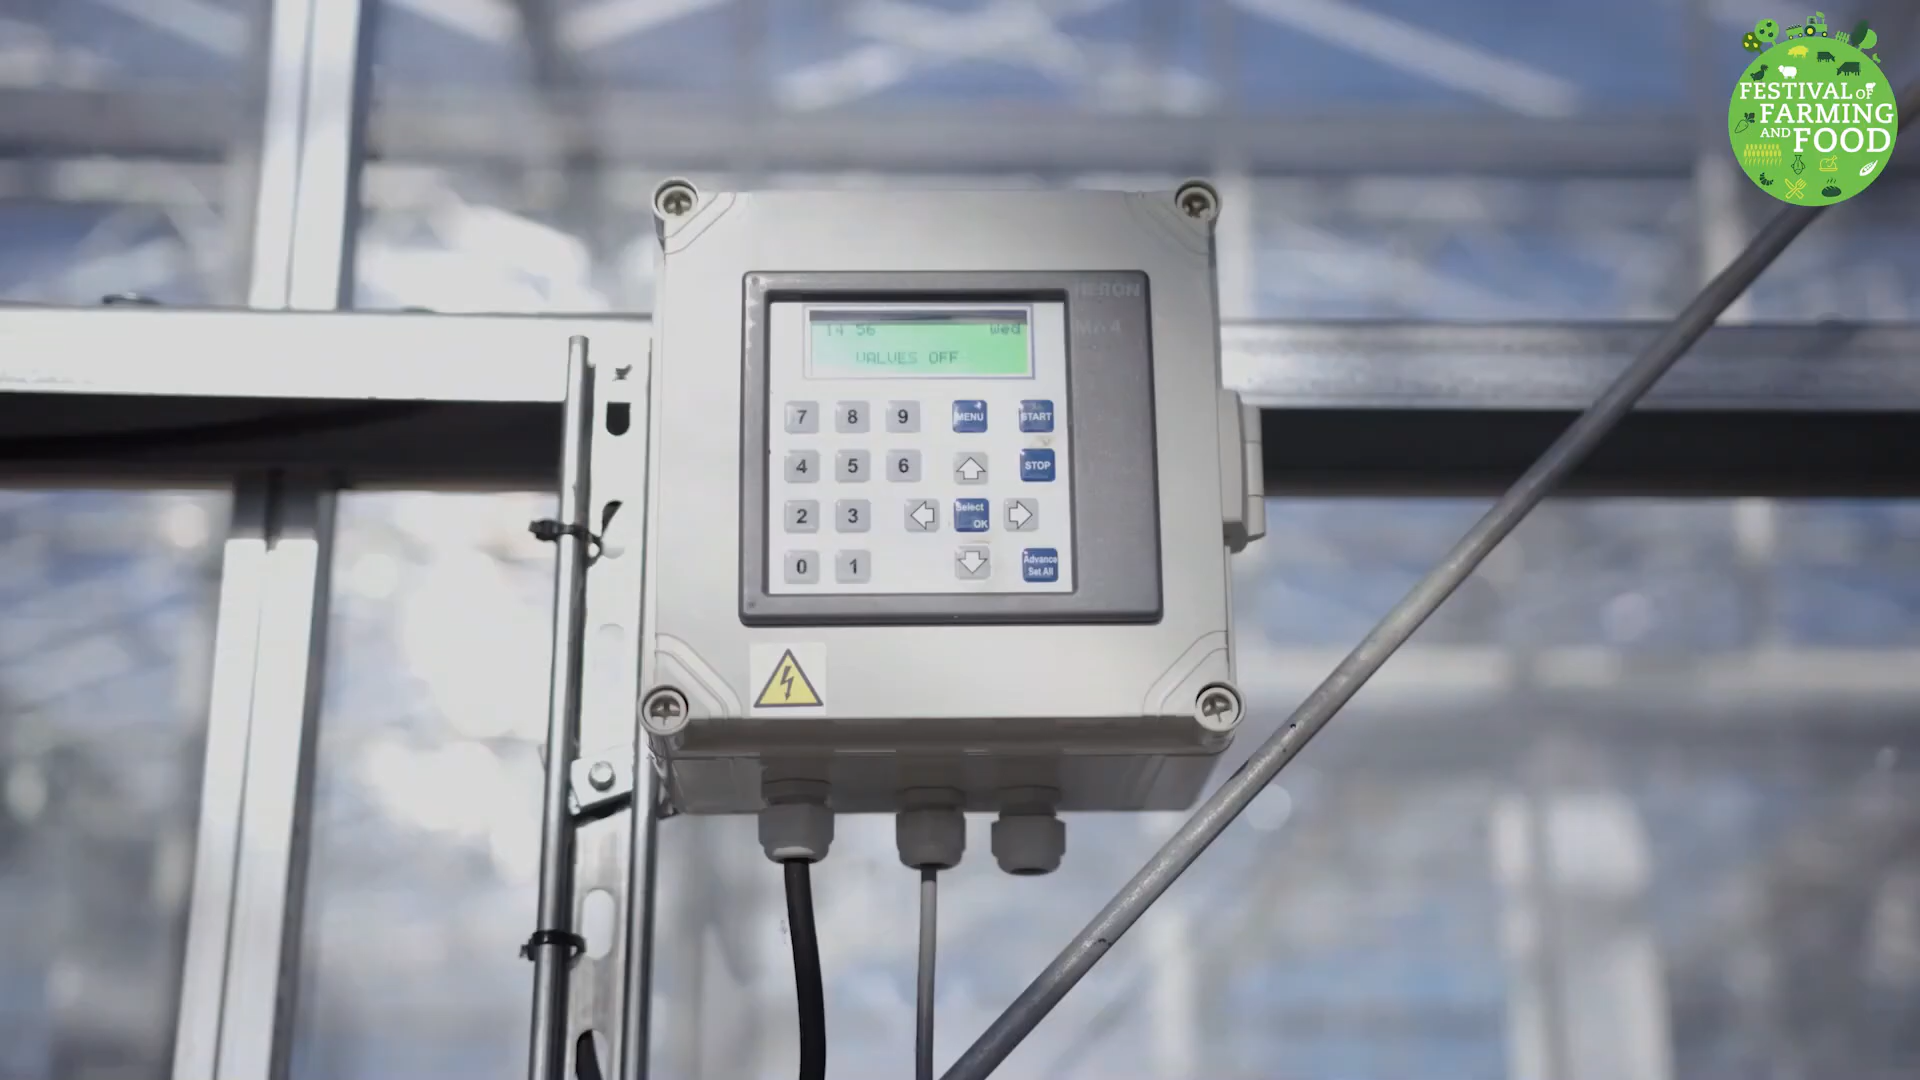 FESTIVAL OF
FARMING
AND FOOD
HERON
14 56 Wed
VALVES OFF
7 8 9 MENU START
4 5 6 STOP
2 3 Select OK
0 1 Advance Set All